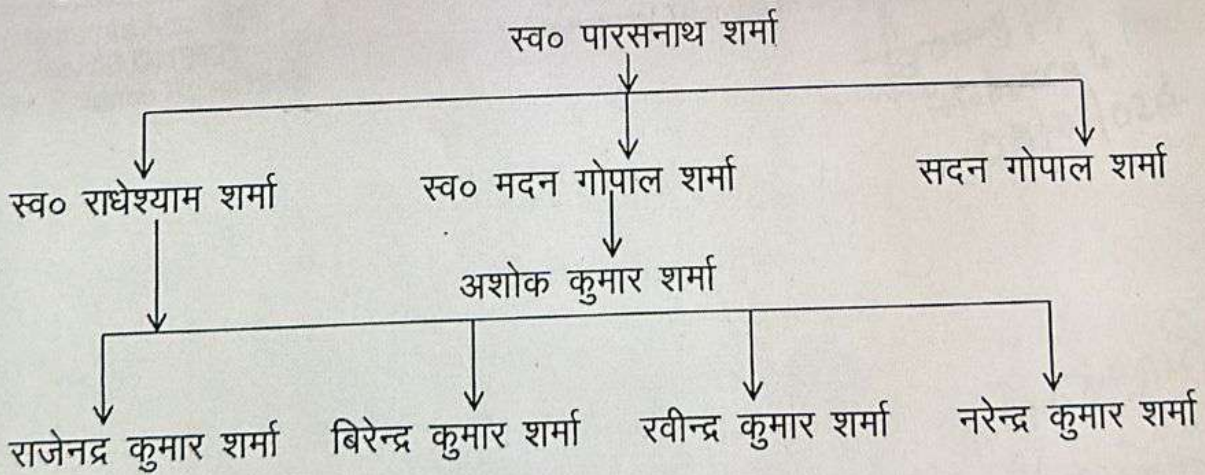 स्व० पारसनाथ शर्मा
स्व० राधेश्याम शर्मा स्व० मदन गोपाल शर्मा सदन गोपाल शर्मा
अशोक कुमार शर्मा
राजेनद्र कुमार शर्मा बिरेन्द्र कुमार शर्मा रवीन्द्र कुमार शर्मा नरेन्द्र कुमार शर्मा